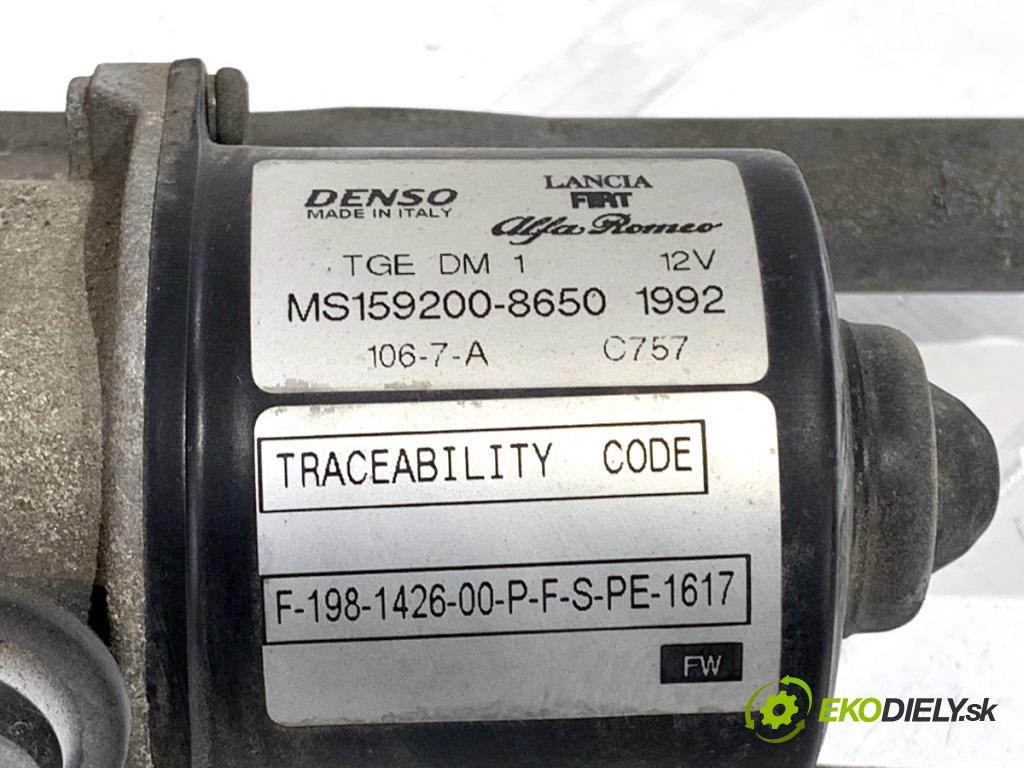 DENSO
MADE IN ITALY
LANCIA
FIAT
Alfa Romeo
TGE DM 1 12V
MS159200-8650 1992
106-7-A C757
TRACEABILITY CODE
F-198-1426-00-P-F-S-PE-1617
FW
EKODIELY.sk